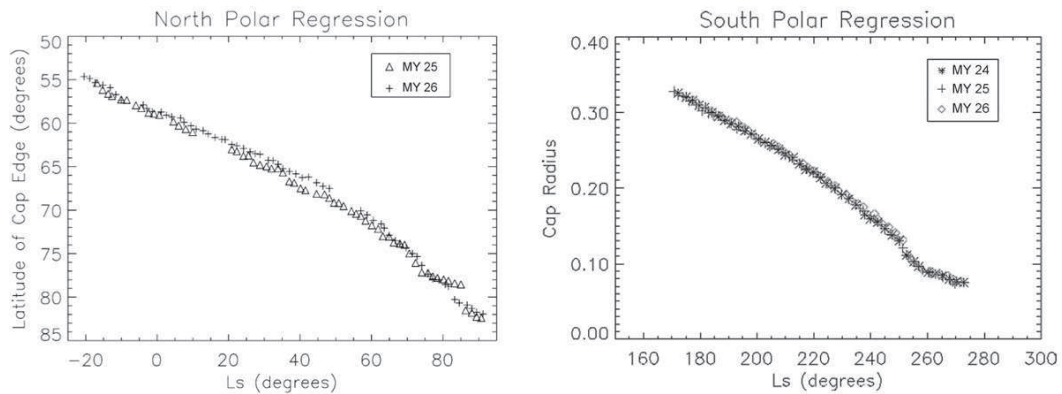 North Polar Regression
Latitude of Cap Edge (degrees)
50
55
60
65
70
75
80
85
△ MY 25
+ MY 26
−20 0 20 40 60 80
Ls (degrees)
South Polar Regression
Cap Radius
0.40
0.30
0.20
0.10
0.00
✳ MY 24
+ MY 25
◇ MY 26
160 180 200 220 240 260 280 300
Ls (degrees)